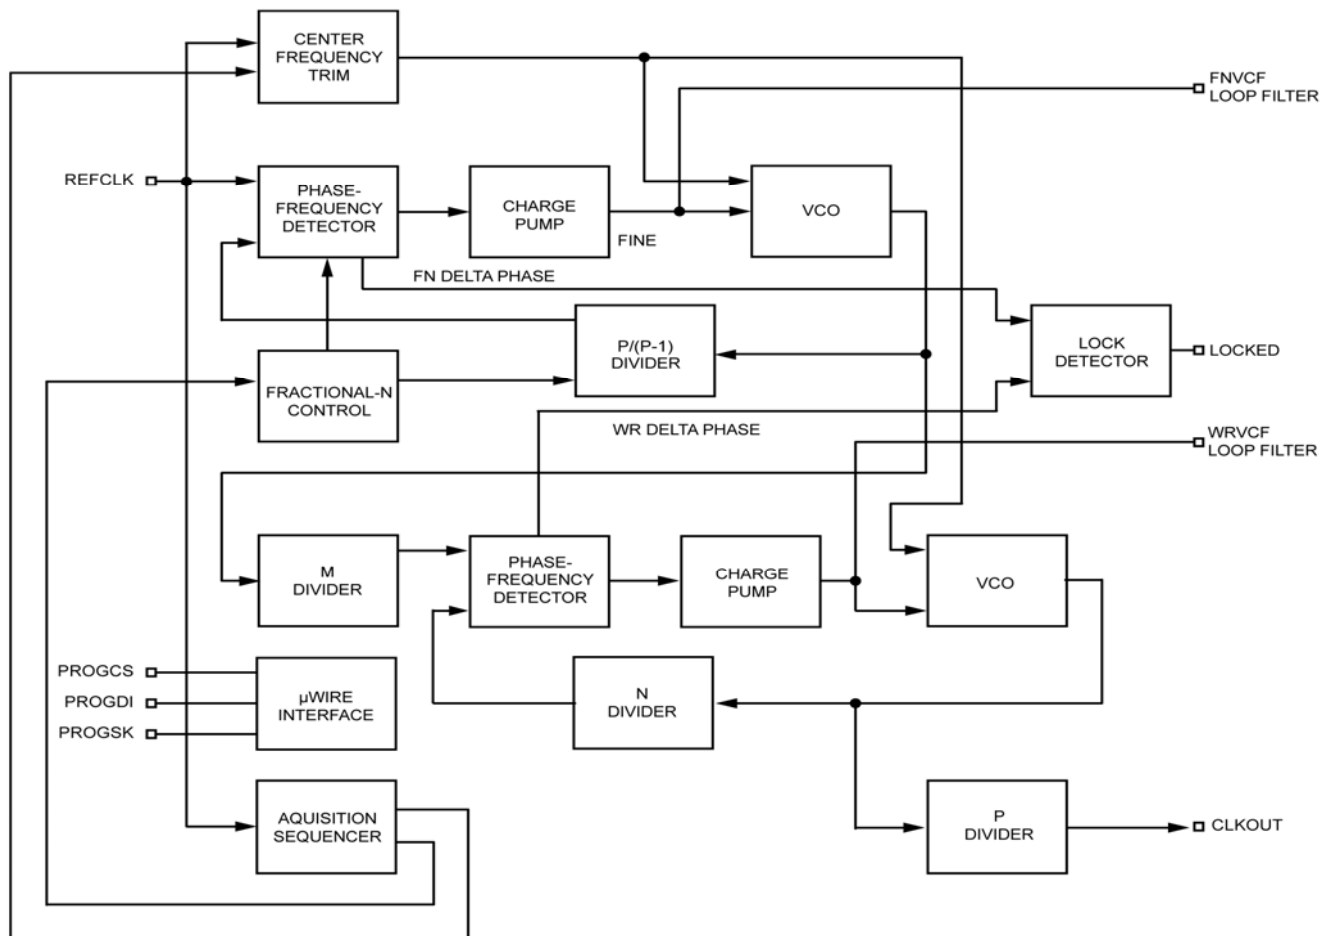 CENTER
FREQUENCY
TRIM
FNVCF
LOOP FILTER
REFCLK
PHASE-
FREQUENCY
DETECTOR
CHARGE
PUMP
FINE
VCO
FN DELTA PHASE
P/(P-1)
DIVIDER
LOCK
DETECTOR
LOCKED
FRACTIONAL-N
CONTROL
WR DELTA PHASE
WRVCF
LOOP FILTER
M
DIVIDER
PHASE-
FREQUENCY
DETECTOR
CHARGE
PUMP
VCO
PROGCS
PROGDI
PROGSK
µWIRE
INTERFACE
N
DIVIDER
AQUISITION
SEQUENCER
P
DIVIDER
CLKOUT